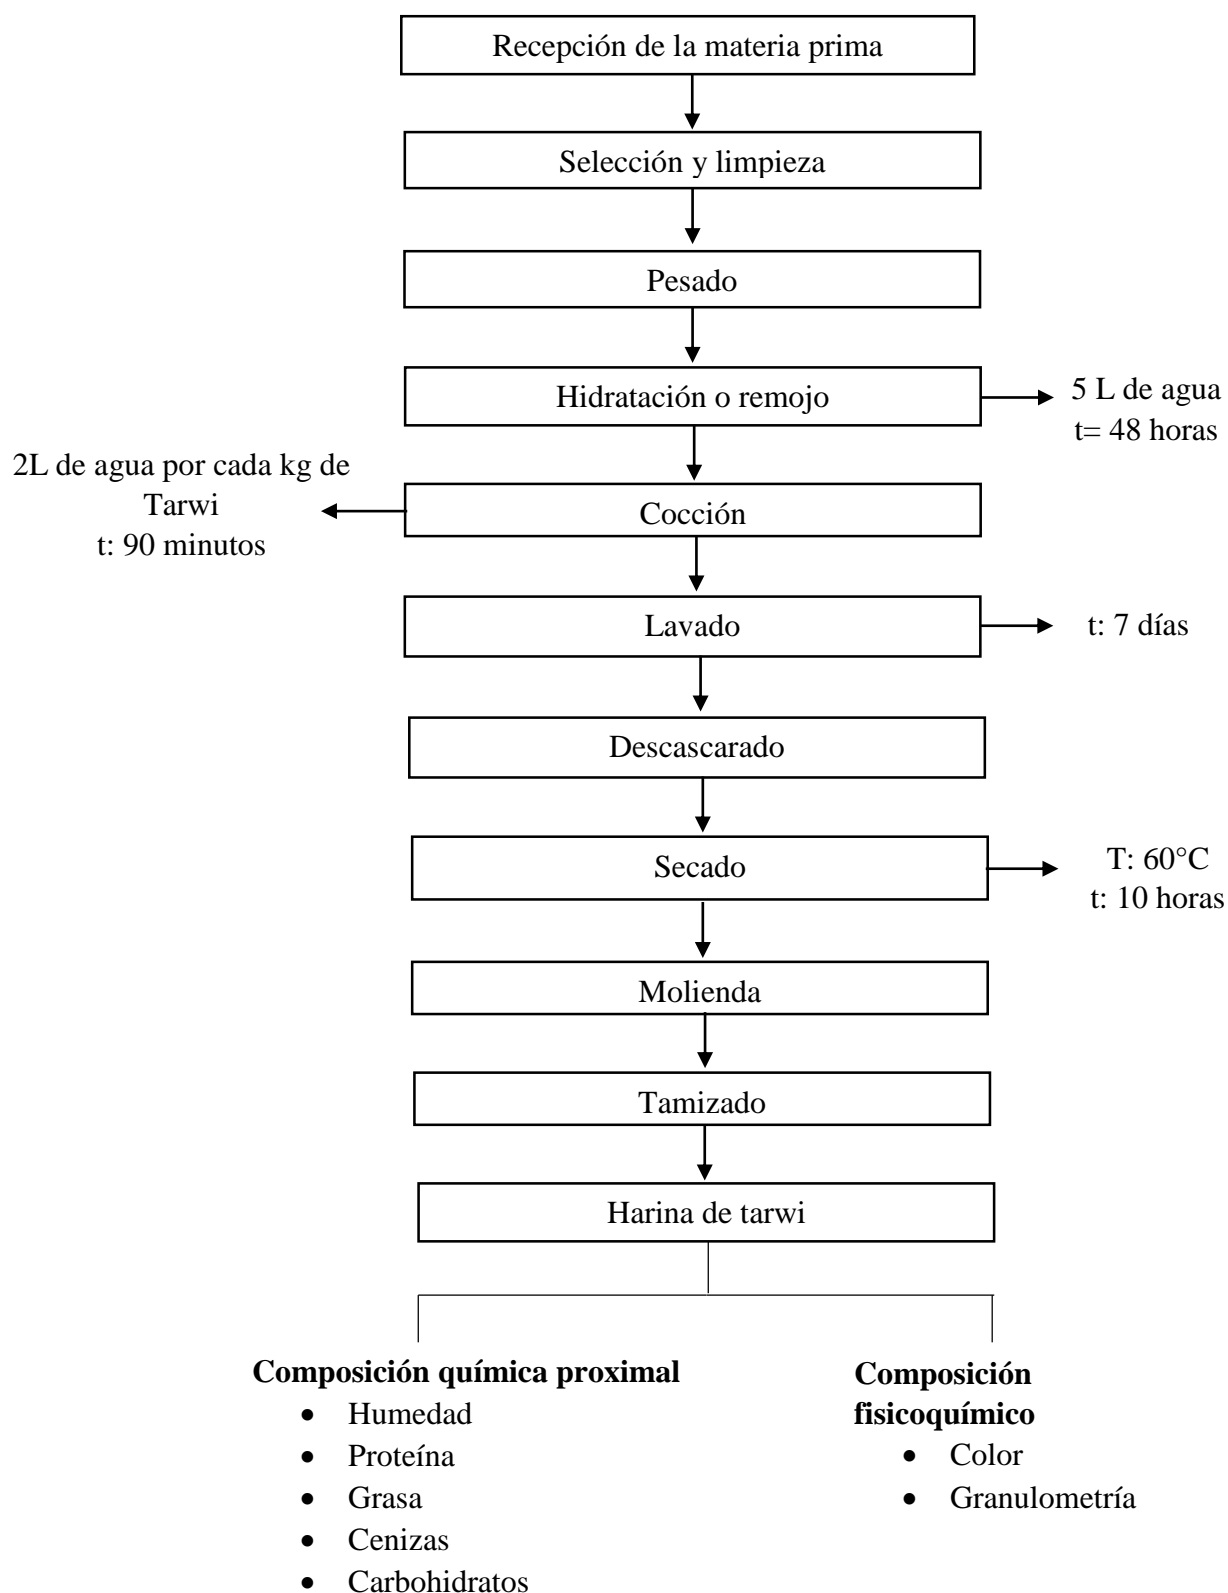 Recepción de la materia prima
Selección y limpieza
Pesado
Hidratación o remojo
5 L de agua
t= 48 horas
2L de agua por cada kg de
Tarwi
t: 90 minutos
Cocción
Lavado
t: 7 días
Descascarado
Secado
T: 60°C
t: 10 horas
Molienda
Tamizado
Harina de tarwi
Composición química proximal
• Humedad
• Proteína
• Grasa
• Cenizas
• Carbohidratos
Composición
fisicoquímico
• Color
• Granulometría